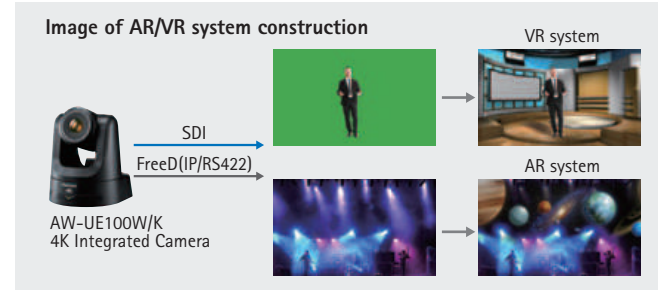 Image of AR/VR system construction
VR system
SDI
FreeD(IP/RS422)
AR system
AW-UE100W/K
4K Integrated Camera